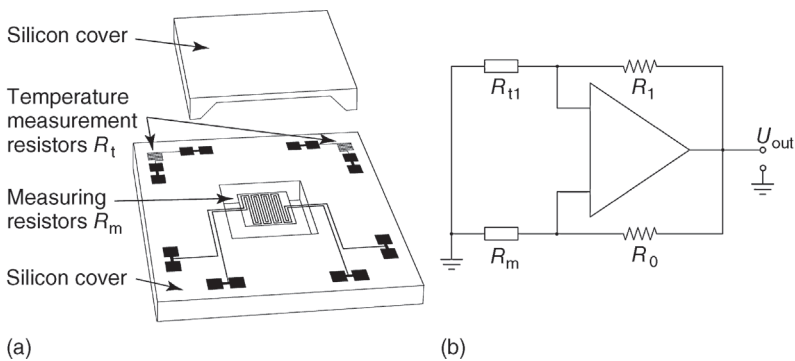 Silicon cover
Temperature
measurement
resistors Rt
Measuring
resistors Rm
Silicon cover
(a)
Rt1
R1
Uout
Rm
R0
(b)